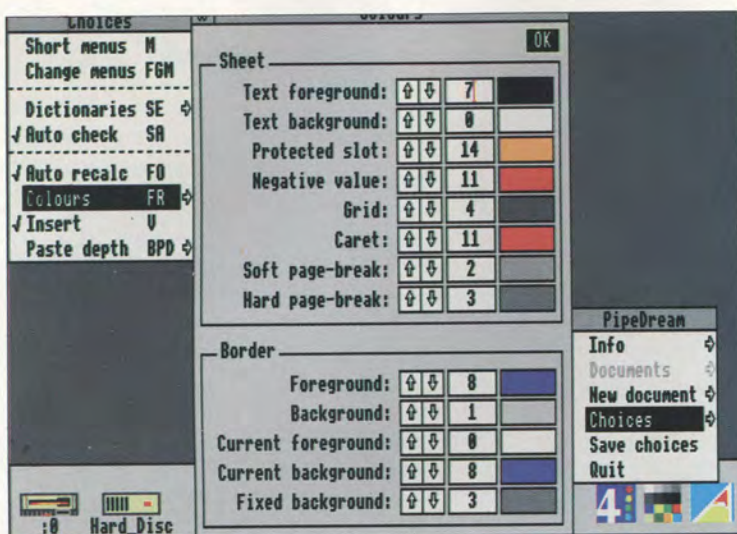 Choices
Short menus M
Change menus FGM
Dictionaries SE
Auto check SA
Auto recalc FO
Colours FR
Insert V
Paste depth BPD
Colours
OK
Sheet
Text foreground: 7
Text background: 0
Protected slot: 14
Negative value: 11
Grid: 4
Caret: 11
Soft page-break: 2
Hard page-break: 3
Border
Foreground: 8
Background: 1
Current foreground: 0
Current background: 8
Fixed background: 3
PipeDream
Info
Documents
New document
Choices
Save choices
Quit
:0
Hard_Disc
4